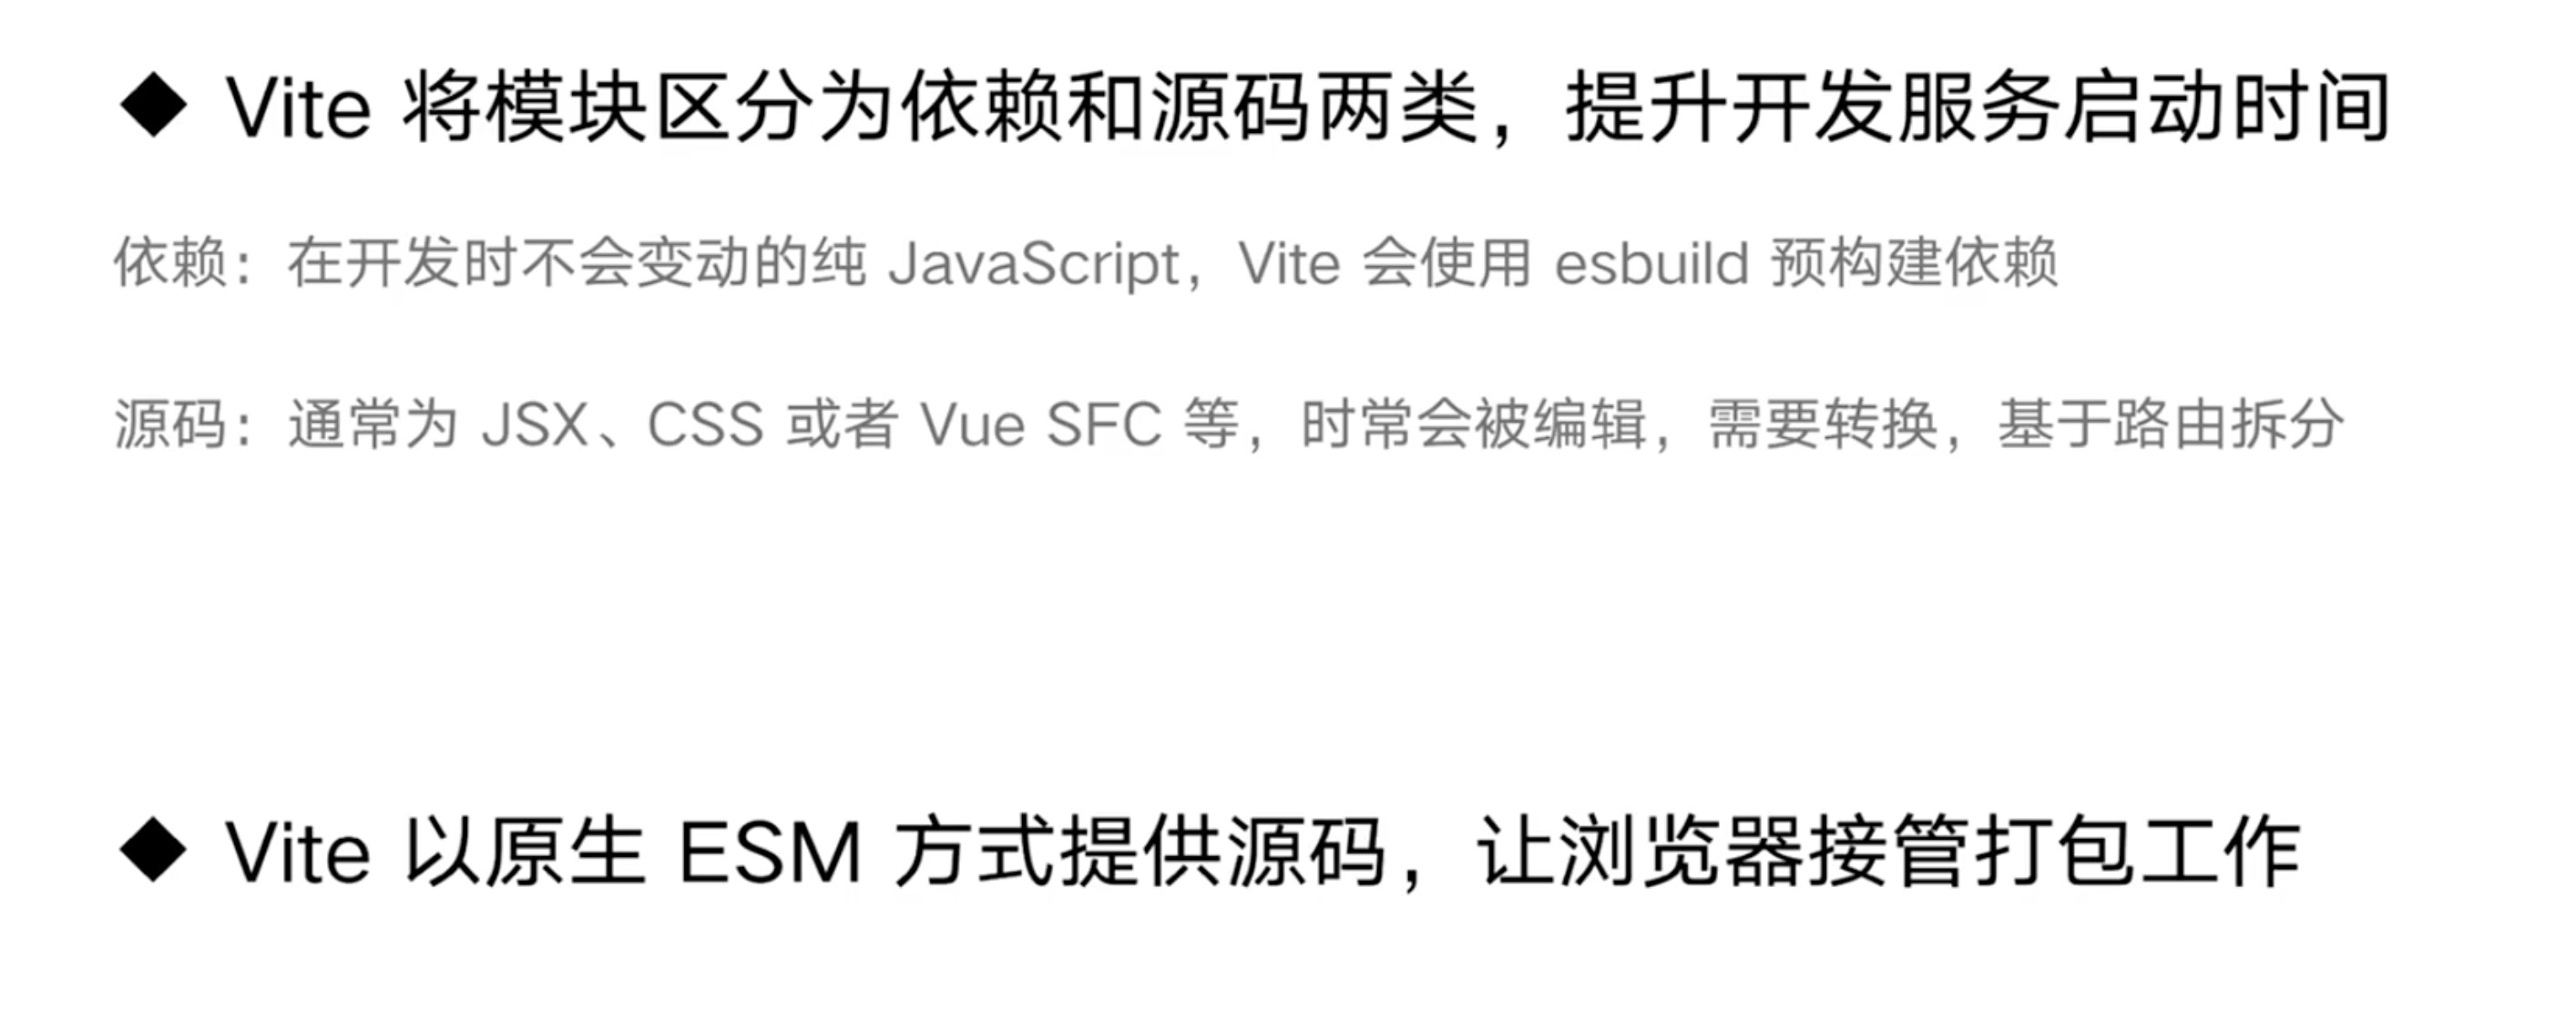 ◆ Vite 将模块区分为依赖和源码两类，提升开发服务启动时间
依赖：在开发时不会变动的纯 JavaScript，Vite 会使用 esbuild 预构建依赖
源码：通常为 JSX、CSS 或者 Vue SFC 等，时常会被编辑，需要转换，基于路由拆分
◆ Vite 以原生 ESM 方式提供源码，让浏览器接管打包工作